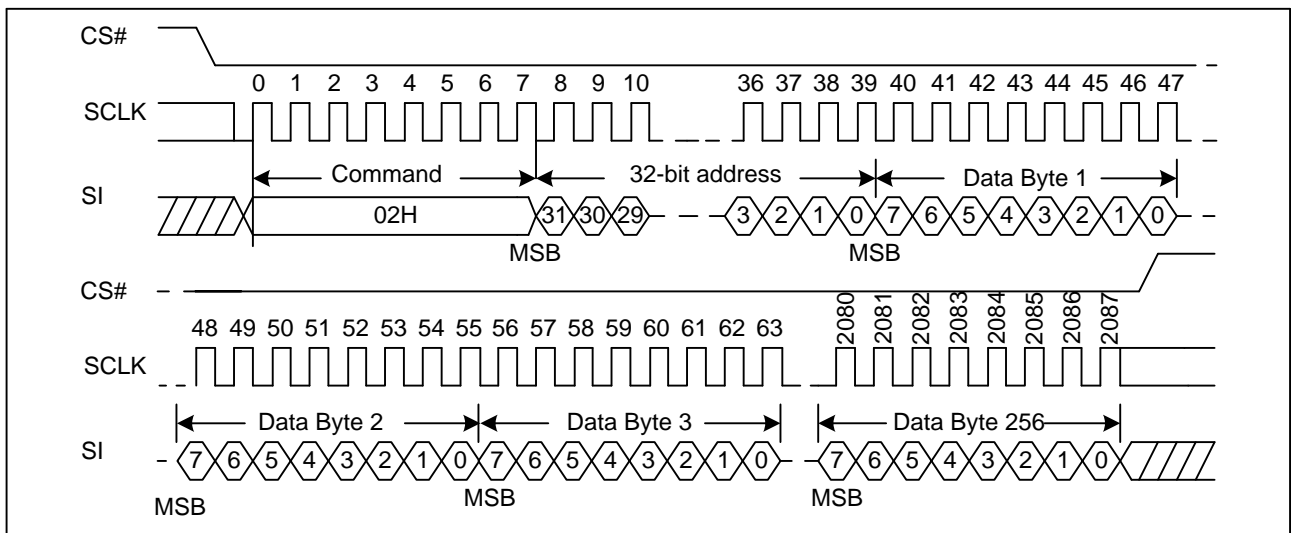 CS#
0 1 2 3 4 5 6 7 8 9 10 36 37 38 39 40 41 42 43 44 45 46 47
SCLK
Command 32-bit address Data Byte 1
SI
02H 31 30 29 3 2 1 0 7 6 5 4 3 2 1 0
MSB MSB
CS#
48 49 50 51 52 53 54 55 56 57 58 59 60 61 62 63 2080 2081 2082 2083 2084 2085 2086 2087
SCLK
Data Byte 2 Data Byte 3 Data Byte 256
SI
7 6 5 4 3 2 1 0 7 6 5 4 3 2 1 0 7 6 5 4 3 2 1 0
MSB MSB MSB